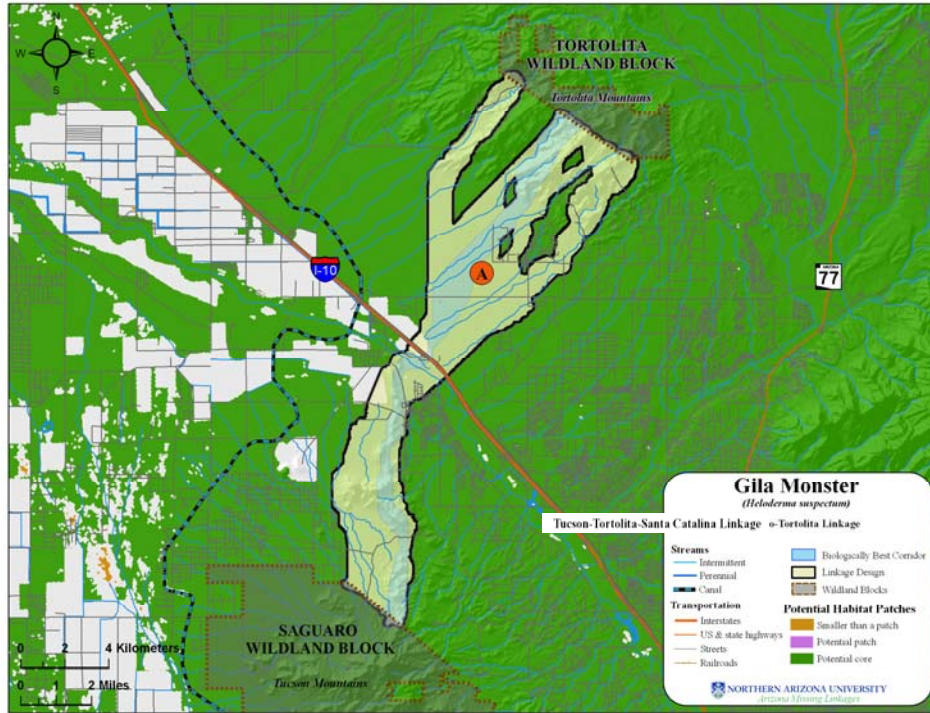 N
W E
S
TORTOLITA
WILDLAND BLOCK
Tortolita Mountains
I-10
A
ARIZONA
77
SAGUARO
WILDLAND BLOCK
Tucson Mountains
0 2 4 Kilometers
0 1 2 Miles
Gila Monster
(Heloderma suspectum)
Tucson-Tortolita-Santa Catalina Linkage o-Tortolita Linkage
Streams
Intermittent
Perennial
Canal
Transportation
Interstates
US & state highways
Streets
Railroads
Biologically Best Corridor
Linkage Design
Wildland Blocks
Potential Habitat Patches
Smaller than a patch
Potential patch
Potential core
NORTHERN ARIZONA UNIVERSITY
Arizona Missing Linkages